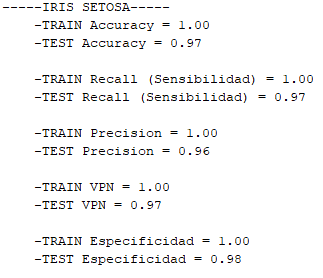 -----IRIS SETOSA-----
-TRAIN Accuracy = 1.00
-TEST Accuracy = 0.97
-TRAIN Recall (Sensibilidad) = 1.00
-TEST Recall (Sensibilidad) = 0.97
-TRAIN Precision = 1.00
-TEST Precision = 0.96
-TRAIN VPN = 1.00
-TEST VPN = 0.97
-TRAIN Especificidad = 1.00
-TEST Especificidad = 0.98